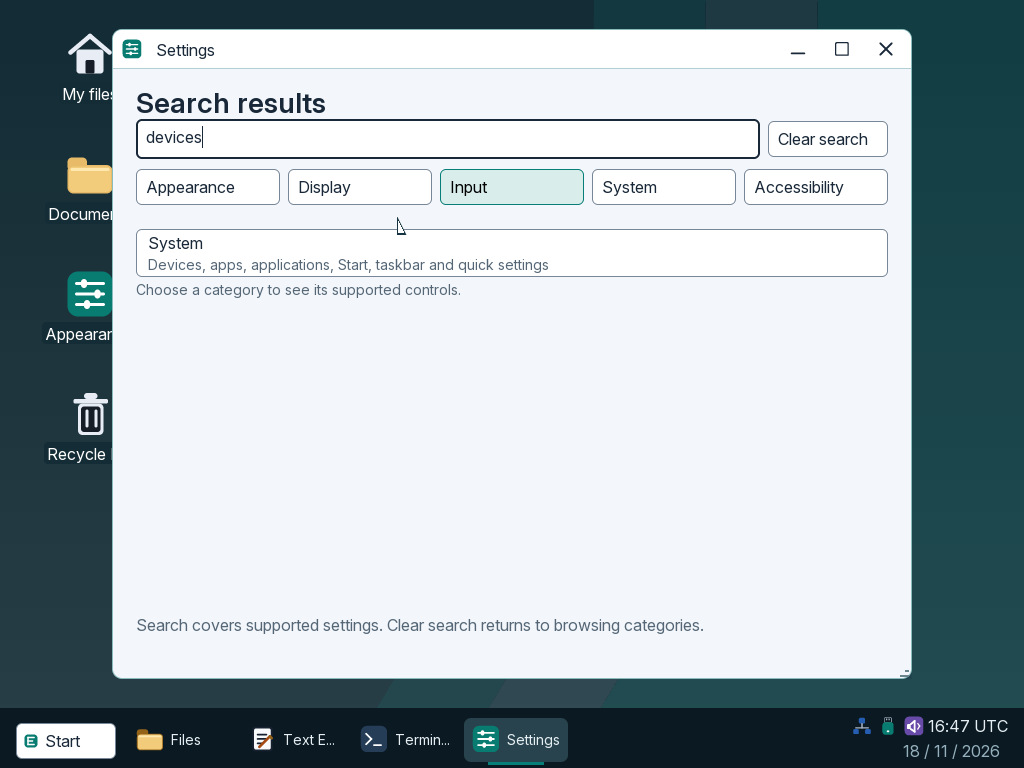 Settings
My files
Search results
devices
Clear search
Appearance
Display
Input
System
Accessibility
System
Devices, apps, applications, Start, taskbar and quick settings
Choose a category to see its supported controls.
Recycle
Search covers supported settings. Clear search returns to browsing categories.
Start
Files
Text E...
Termin...
Settings
16:47 UTC
18 / 11 / 2026